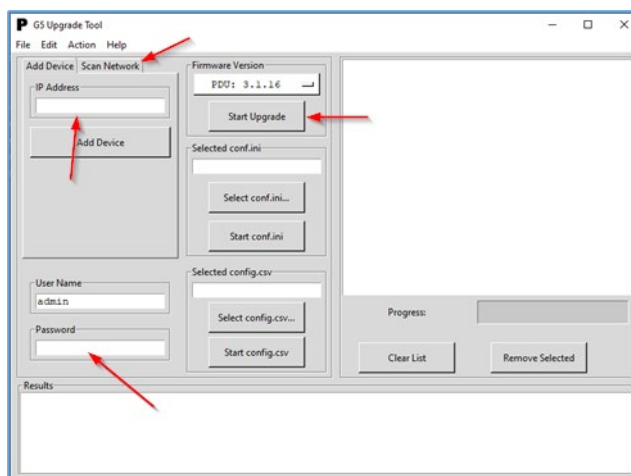 P G5 Upgrade Tool
File Edit Action Help
Add Device Scan Network
IP Address
Add Device
User Name
admin
Password
Firmware Version
PDU: 3.1.16
Start Upgrade
Selected conf.ini
Select conf.ini...
Start conf.ini
Selected config.csv
Select config.csv...
Start config.csv
Progress:
Clear List Remove Selected
Results